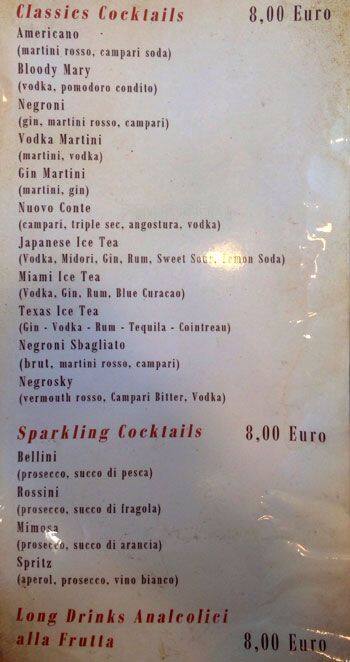 Classics Cocktails 8,00 Euro
Americano
(martini rosso, campari soda)
Bloody Mary
(vodka, pomodoro condito)
Negroni
(gin, martini rosso, campari)
Vodka Martini
(martini, vodka)
Gin Martini
(martini, gin)
Nuovo Conte
(campari, triple sec, angostura, vodka)
Japanese Ice Tea
(Vodka, Midori, Gin, Rum, Sweet Sour, Lemon Soda)
Miami Ice Tea
(Vodka, Gin, Rum, Blue Curacao)
Texas Ice Tea
(Gin - Vodka - Rum - Tequila - Cointreau)
Negroni Sbagliato
(brut, martini rosso, campari)
Negrosky
(vermouth rosso, Campari Bitter, Vodka)
Sparkling Cocktails 8,00 Euro
Bellini
(prosecco, succo di pesca)
Rossini
(prosecco, succo di fragola)
Mimosa
(prosecco, succo di arancia)
Spritz
(aperol, prosecco, vino bianco)
Long Drinks Analcolici
alla Frutta 8,00 Euro